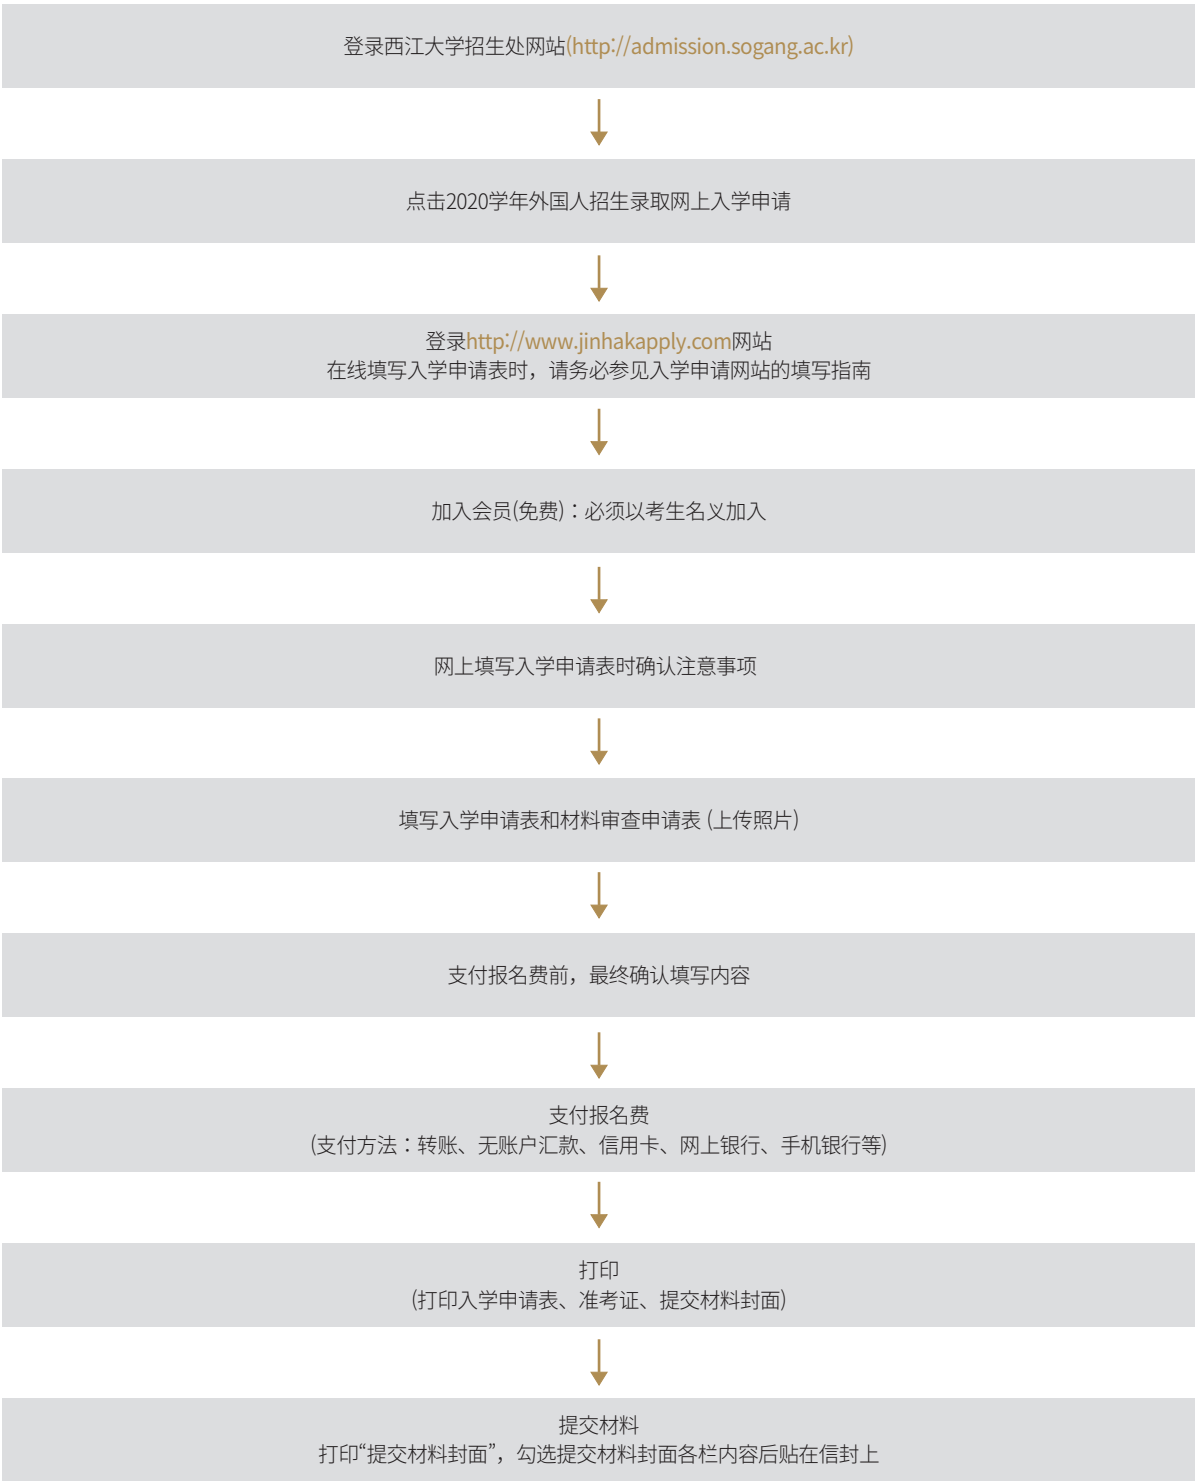 登录西江大学招生处网站(http://admission.sogang.ac.kr)
点击2020学年外国人招生录取网上入学申请
登录http://www.jinhakapply.com网站
在线填写入学申请表时，请务必参见入学申请网站的填写指南
加入会员(免费)：必须以考生名义加入
网上填写入学申请表时确认注意事项
填写入学申请表和材料审查申请表 (上传照片)
支付报名费前，最终确认填写内容
支付报名费
(支付方法：转账、无账户汇款、信用卡、网上银行、手机银行等)
打印
(打印入学申请表、准考证、提交材料封面)
提交材料
打印“提交材料封面”，勾选提交材料封面各栏内容后贴在信封上